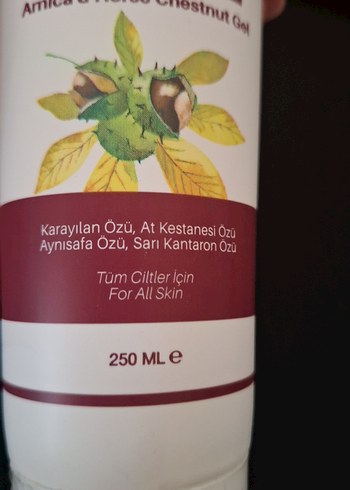 Arnica & Horse Chestnut Gel
Karayılan Özü, At Kestanesi Özü
Aynısafa Özü, Sarı Kantaron Özü
Tüm Ciltler İçin
For All Skin
250 ML ℮